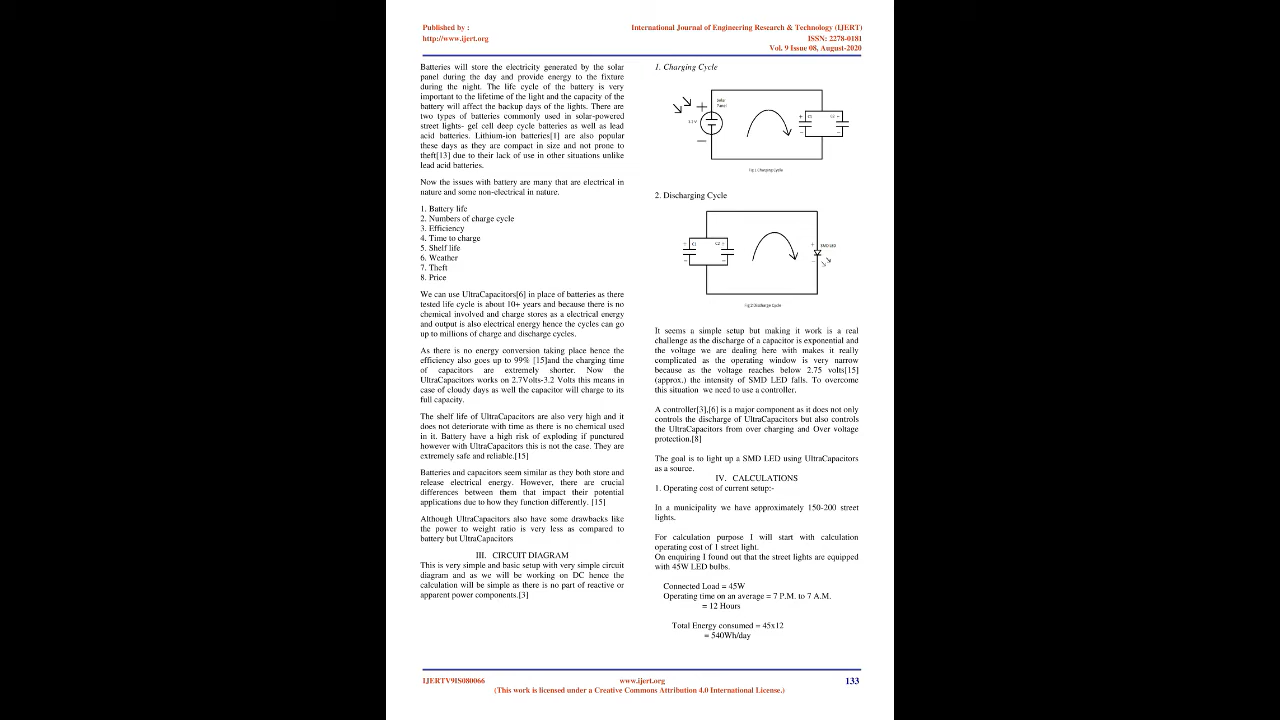 Published by :
International Journal of Engineering Research & Technology (IJERT)
http://www.ijert.org
ISSN: 2278-0181
Vol. 9 Issue 08, August-2020
Batteries will store the electricity generated by the solar
panel during the day and provide energy to the fixture
during the night. The life cycle of the battery is very
important to the lifetime of the light and the capacity of the
battery will affect the backup days of the lights. There are
two types of batteries commonly used in solar-powered
street lights- gel cell deep cycle batteries as well as lead
acid batteries. Lithium-ion batteries[1] are also popular
these days as they are compact in size and not prone to
theft[13] due to their lack of use in other situations unlike
lead acid batteries.
Now the issues with battery are many that are electrical in
nature and some non-electrical in nature.
1. Battery life
2. Numbers of charge cycle
3. Efficiency
4. Time to charge
5. Shelf life
6. Weather
7. Theft
8. Price
We can use UltraCapacitors[6] in place of batteries as there
tested life cycle is about 10+ years and because there is no
chemical involved and charge stores as a electrical energy
and output is also electrical energy hence the cycles can go
up to millions of charge and discharge cycles.
As there is no energy conversion taking place hence the
efficiency also goes up to 99% [15]and the charging time
of capacitors are extremely shorter. Now the
UltraCapacitors works on 2.7Volts-3.2 Volts this means in
case of cloudy days as well the capacitor will charge to its
full capacity.
The shelf life of UltraCapacitors are also very high and it
does not deteriorate with time as there is no chemical used
in it. Battery have a high risk of exploding if punctured
however with UltraCapacitors this is not the case. They are
extremely safe and reliable.[15]
Batteries and capacitors seem similar as they both store and
release electrical energy. However, there are crucial
differences between them that impact their potential
applications due to how they function differently. [15]
Although UltraCapacitors also have some drawbacks like
the power to weight ratio is very less as compared to
battery but UltraCapacitors
III. CIRCUIT DIAGRAM
This is very simple and basic setup with very simple circuit
diagram and as we will be working on DC hence the
calculation will be simple as there is no part of reactive or
apparent power components.[3]
1. Charging Cycle
Solar
Panel
+
−
+ C1
−
C2 +
−
Fig:1 Charging Cycle
2. Discharging Cycle
+ C1
−
C2 +
−
+
SMD LED
−
Fig:2 Discharge Cycle
It seems a simple setup but making it work is a real
challenge as the discharge of a capacitor is exponential and
the voltage we are dealing here with makes it really
complicated as the operating window is very narrow
because as the voltage reaches below 2.75 volts[15]
(approx.) the intensity of SMD LED falls. To overcome
this situation we need to use a controller.
A controller[3],[6] is a major component as it does not only
controls the discharge of UltraCapacitors but also controls
the UltraCapacitors from over charging and Over voltage
protection.[8]
The goal is to light up a SMD LED using UltraCapacitors
as a source.
IV. CALCULATIONS
1. Operating cost of current setup:-
In a municipality we have approximately 150-200 street
lights.
For calculation purpose I will start with calculation
operating cost of 1 street light.
On enquiring I found out that the street lights are equipped
with 45W LED bulbs.
Connected Load = 45W
Operating time on an average = 7 P.M. to 7 A.M.
= 12 Hours
Total Energy consumed = 45x12
= 540Wh/day
IJERTV9IS080066
www.ijert.org
133
(This work is licensed under a Creative Commons Attribution 4.0 International License.)